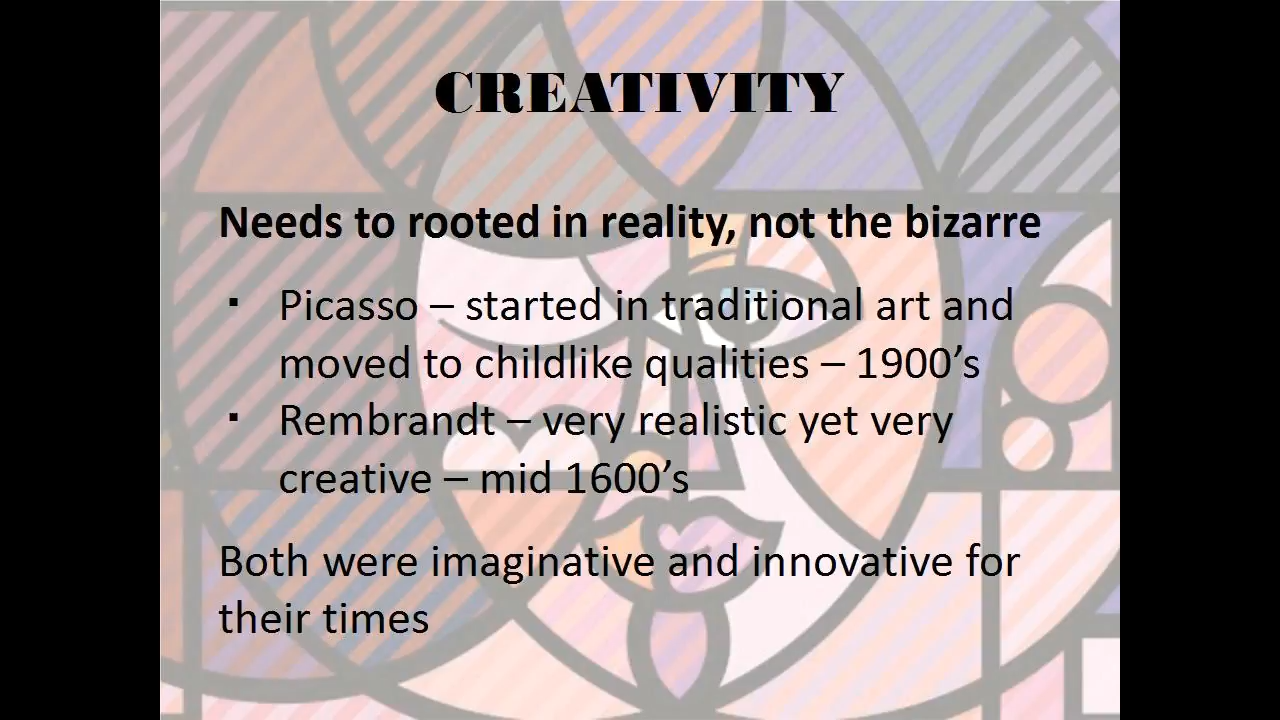 CREATIVITY
Needs to rooted in reality, not the bizarre
▪ Picasso – started in traditional art and
moved to childlike qualities – 1900’s
▪ Rembrandt – very realistic yet very
creative – mid 1600’s
Both were imaginative and innovative for
their times